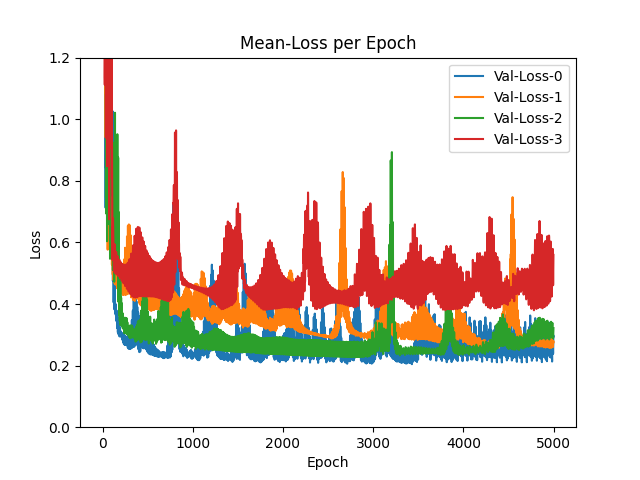 Mean-Loss per Epoch
Val-Loss-0
Val-Loss-1
Val-Loss-2
Val-Loss-3
Loss
1.2
1.0
0.8
0.6
0.4
0.2
0.0
0 1000 2000 3000 4000 5000
Epoch